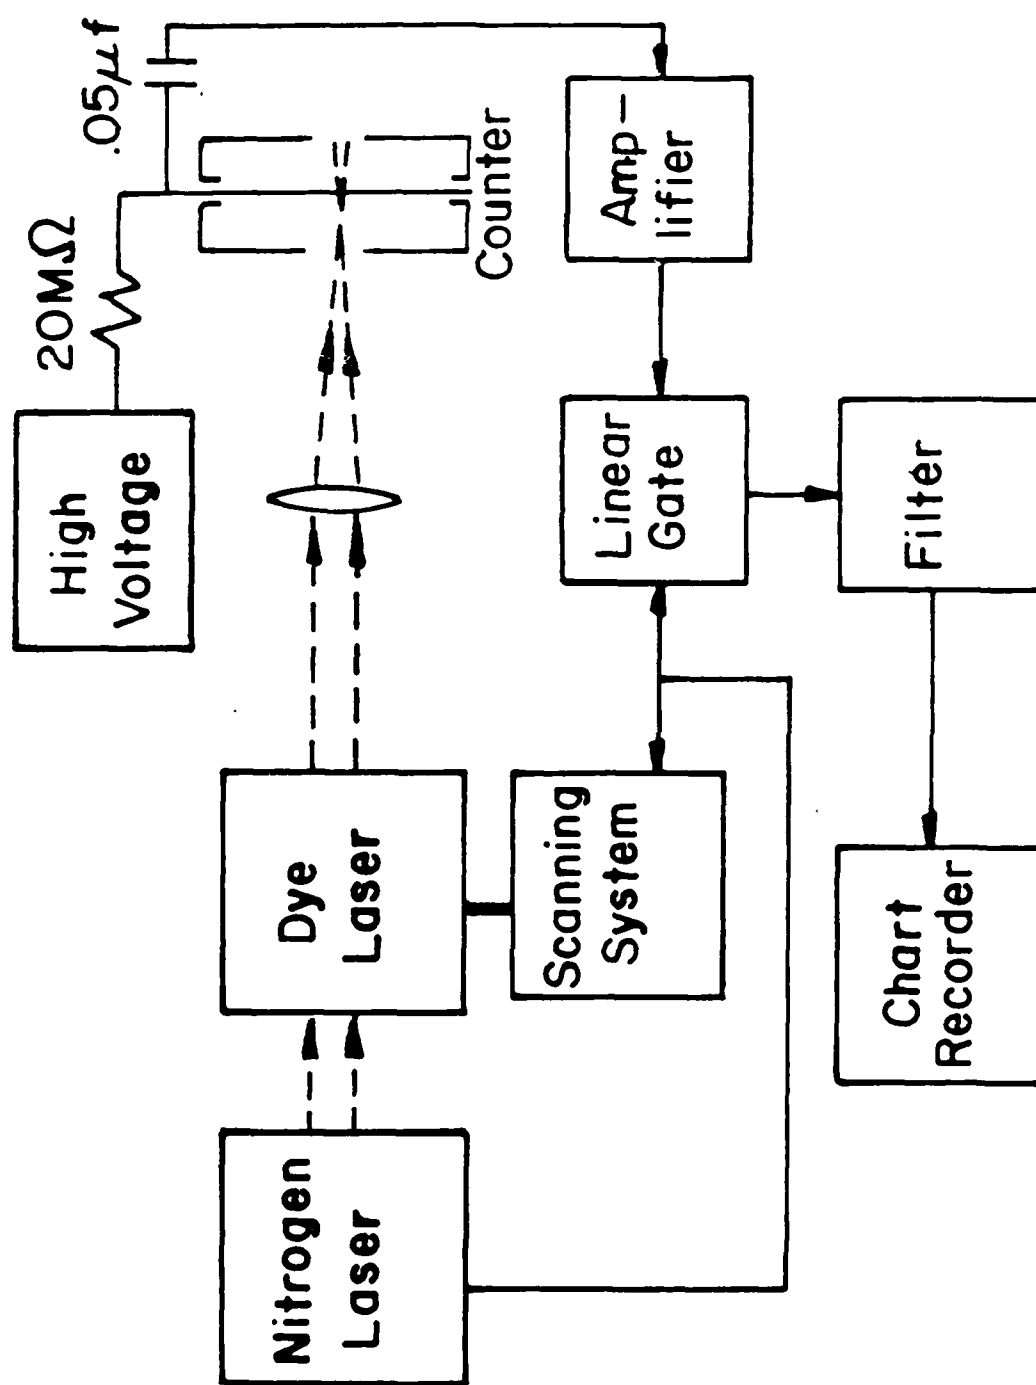 High
Voltage
20MΩ
.05μf
Counter
Nitrogen
Laser
Dye
Laser
Scanning
System
Linear
Gate
Amp-
lifier
Chart
Recorder
Filter